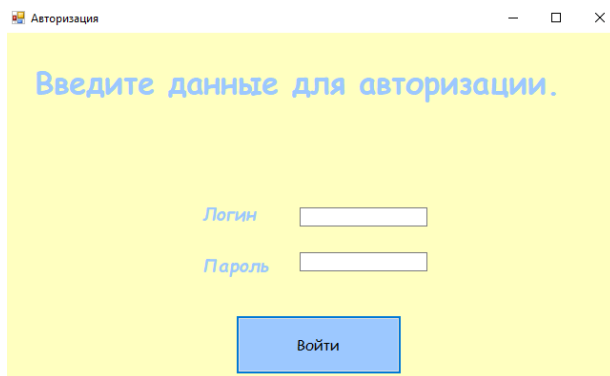 Авторизация
Введите данные для авторизации.
Логин
Пароль
Войти